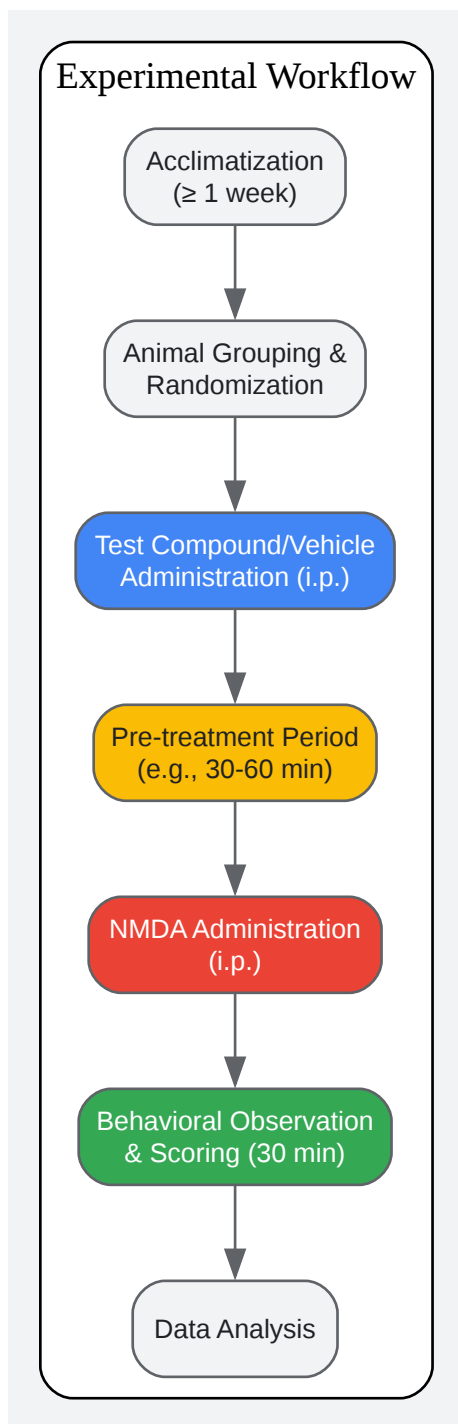 Experimental Workflow
Acclimatization
(≥ 1 week)
Animal Grouping &
Randomization
Test Compound/Vehicle
Administration (i.p.)
Pre-treatment Period
(e.g., 30-60 min)
NMDA Administration
(i.p.)
Behavioral Observation
& Scoring (30 min)
Data Analysis